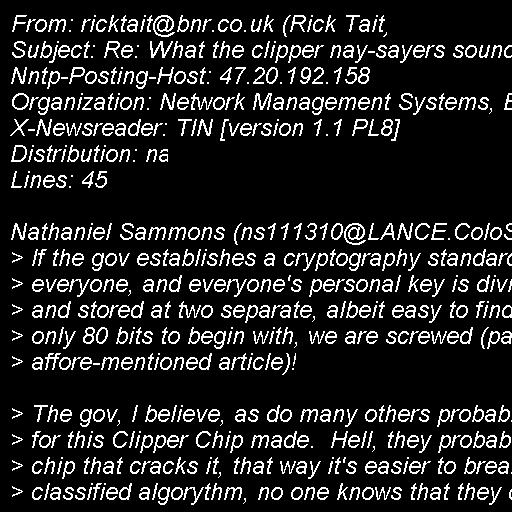 From: ricktait@bnr.co.uk (Rick Tait)
Subject: Re: What the clipper nay-sayers sound
Nntp-Posting-Host: 47.20.192.158
Organization: Network Management Systems, B
X-Newsreader: TIN [version 1.1 PL8]
Distribution: na
Lines: 45

Nathaniel Sammons (ns111310@LANCE.ColoS
> If the gov establishes a cryptography standard
> everyone, and everyone's personal key is divi
> and stored at two separate, albeit easy to find
> only 80 bits to begin with, we are screwed (pa
> affore-mentioned article)!

> The gov, I believe, as do many others probab
> for this Clipper Chip made.  Hell, they probab
> chip that cracks it, that way it's easier to brea
> classified algorythm, no one knows that they